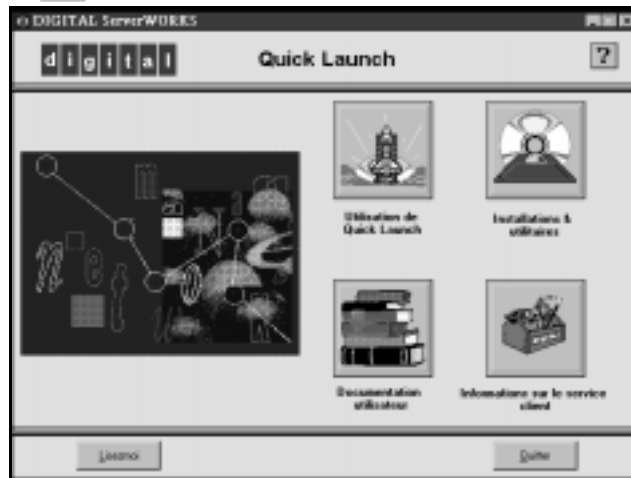 DIGITAL ServerWORKS
digital
Quick Launch
?
Utilisation de
Quick Launch
Installations &
utilitaires
Documentation
utilisateur
Informations sur le service
client
Lisezmoi
Quitter